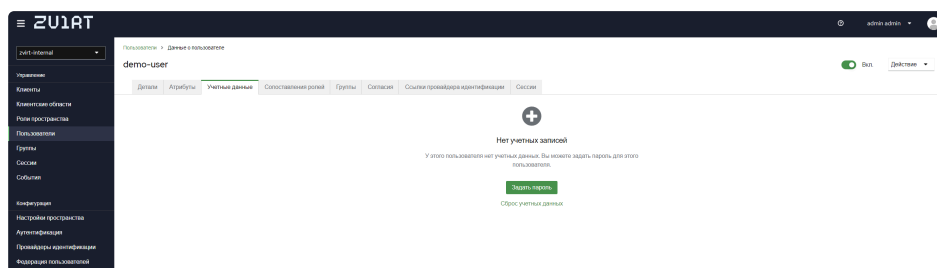 ZVIRT
admin admin
zvirt-internal
Управление
Клиенты
Клиентские области
Роли пространства
Пользователи
Группы
Сессии
События
Конфигурация
Настройки пространства
Аутентификация
Провайдеры идентификации
Федерация пользователей
Пользователи > Данные о пользователе
demo-user
Вкл. Действие
Детали Атрибуты Учетные данные Сопоставления ролей Группы Согласия Ссылки провайдера идентификации Сессии
Нет учетных записей
У этого пользователя нет учетных данных. Вы можете задать пароль для этого
пользователя.
Задать пароль
Сброс учетных данных